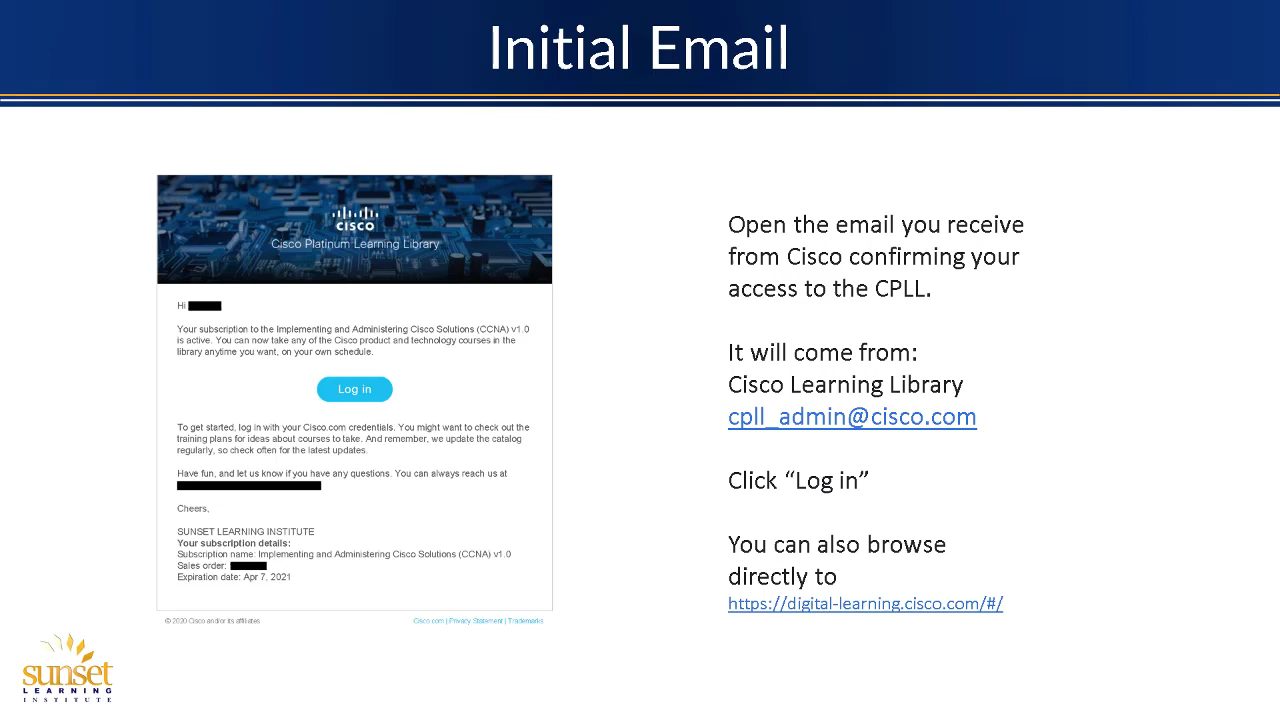 Initial Email
cisco
Cisco Platinum Learning Library
Hi
Your subscription to the Implementing and Administering Cisco Solutions (CCNA) v1.0
is active. You can now take any of the Cisco product and technology courses in the
library anytime you want, on your own schedule.
Log in
To get started, log in with your Cisco.com credentials. You might want to check out the
training plans for ideas about courses to take. And remember, we update the catalog
regularly, so check often for the latest updates.
Have fun, and let us know if you have any questions. You can always reach us at
Cheers,
SUNSET LEARNING INSTITUTE
Your subscription details:
Subscription name: Implementing and Administering Cisco Solutions (CCNA) v1.0
Sales order:
Expiration date: Apr 7, 2021
© 2020 Cisco and/or its affiliates
Cisco.com | Privacy Statement | Trademarks
Open the email you receive
from Cisco confirming your
access to the CPLL.
It will come from:
Cisco Learning Library
cpll_admin@cisco.com
Click “Log in”
You can also browse
directly to
https://digital-learning.cisco.com/#/
sunset
LEARNING
INSTITUTE